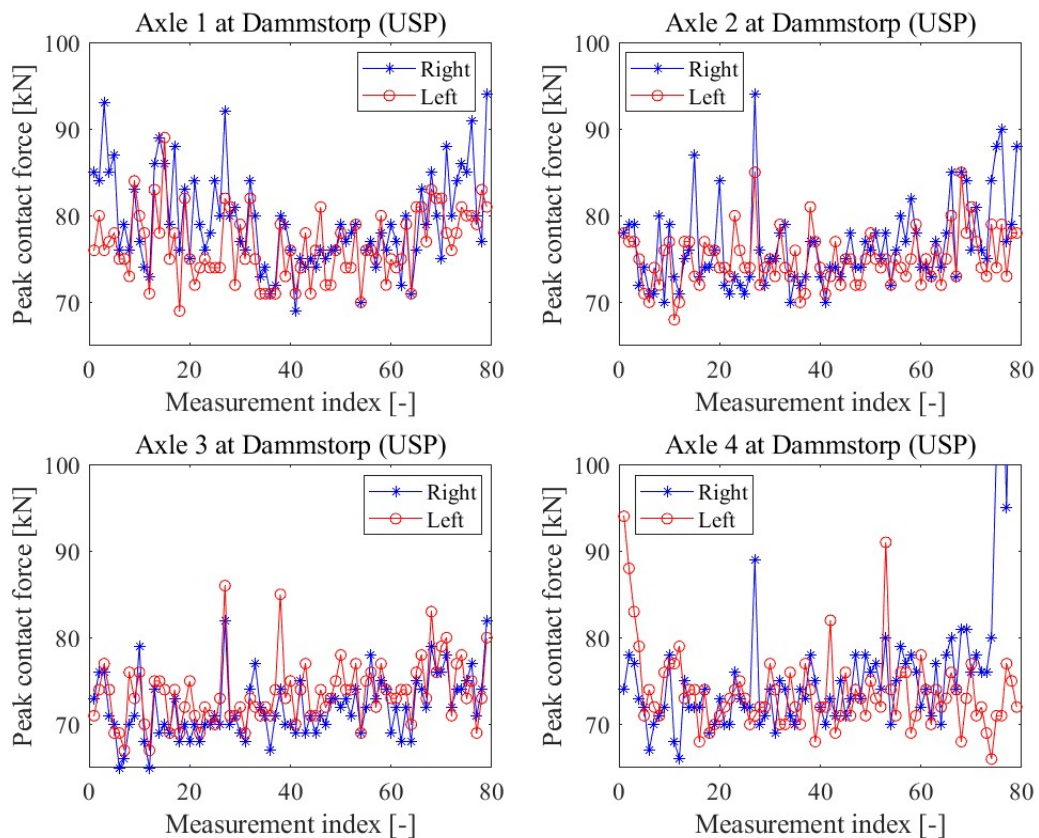 Axle 1 at Dammstorp (USP)
Peak contact force [kN]
100
90
80
70
Right
Left
0 20 40 60 80
Measurement index [-]
Axle 2 at Dammstorp (USP)
Peak contact force [kN]
100
90
80
70
Right
Left
0 20 40 60 80
Measurement index [-]
Axle 3 at Dammstorp (USP)
Peak contact force [kN]
100
90
80
70
Right
Left
0 20 40 60 80
Measurement index [-]
Axle 4 at Dammstorp (USP)
Peak contact force [kN]
100
90
80
70
Right
Left
0 20 40 60 80
Measurement index [-]